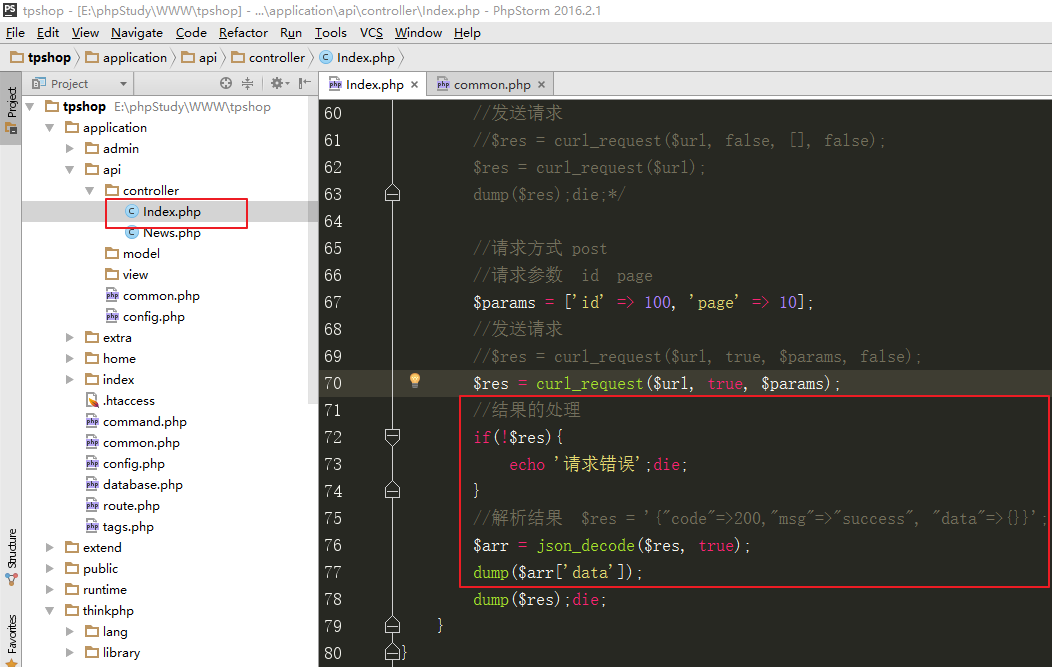 tpshop - [E:\phpStudy\WWW\tpshop] - ...\application\api\controller\Index.php - PhpStorm 2016.2.1
File Edit View Navigate Code Refactor Run Tools VCS Window Help
tpshop application api controller Index.php
Project
Index.php
common.php
Project
Structure
Favorites
tpshop E:\phpStudy\WWW\tpshop
application
admin
api
controller
Index.php
News.php
model
view
common.php
config.php
extra
home
index
.htaccess
command.php
common.php
config.php
database.php
route.php
tags.php
extend
public
runtime
thinkphp
lang
library
60 //发送请求
61 //$res = curl_request($url, false, [], false);
62 $res = curl_request($url);
63 dump($res);die;*/
64
65 //请求方式 post
66 //请求参数 id page
67 $params = ['id' => 100, 'page' => 10];
68 //发送请求
69 //$res = curl_request($url, true, $params, false);
70 $res = curl_request($url, true, $params);
71 //结果的处理
72 if(!$res){
73 echo '请求错误';die;
74 }
75 //解析结果 $res = '{"code"=>200,"msg"=>"success", "data"=>{}}';
76 $arr = json_decode($res, true);
77 dump($arr['data']);
78 dump($res);die;
79 }
80 }